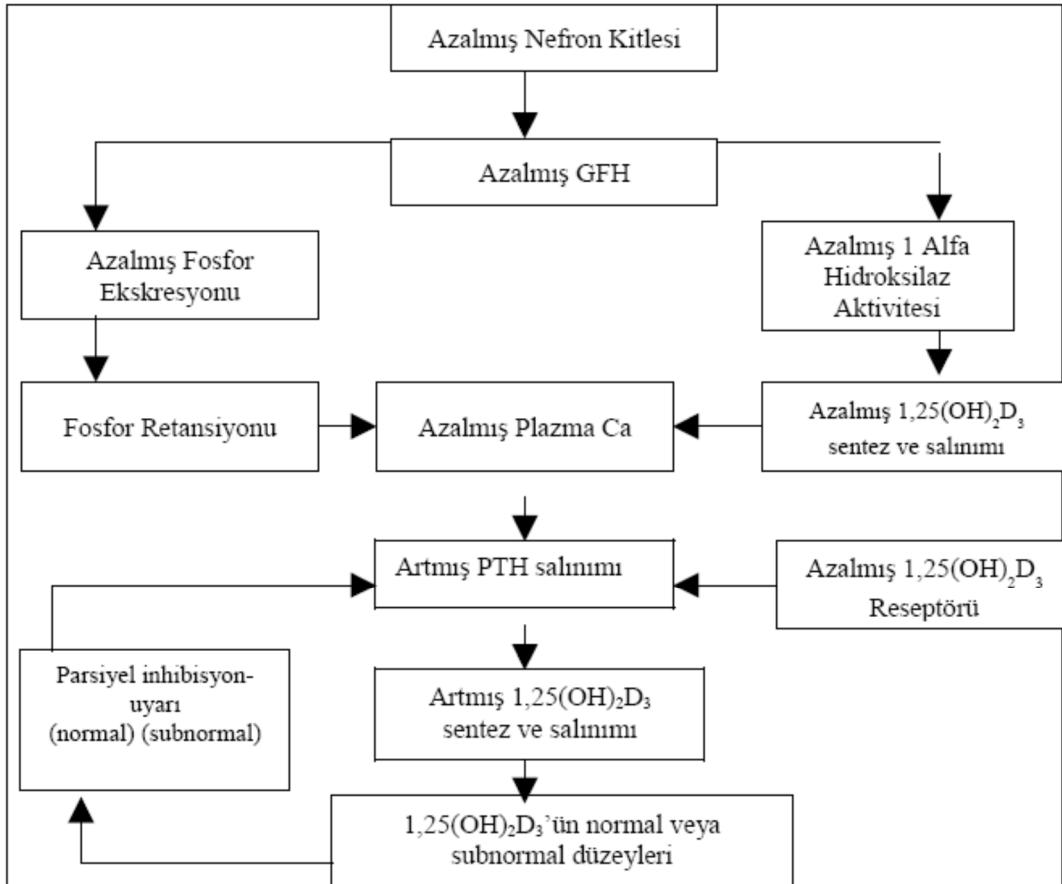 Azalmış Nefron Kitlesi
Azalmış GFH
Azalmış Fosfor
Ekskresyonu
Azalmış 1 Alfa
Hidroksilaz
Aktivitesi
Fosfor Retansiyonu
Azalmış Plazma Ca
Azalmış 1,25(OH)₂D₃
sentez ve salınımı
Artmış PTH salınımı
Azalmış 1,25(OH)₂D₃
Reseptörü
Parsiyel inhibisyon-
uyarı
(normal) (subnormal)
Artmış 1,25(OH)₂D₃
sentez ve salınımı
1,25(OH)₂D₃’ün normal veya
subnormal düzeyleri